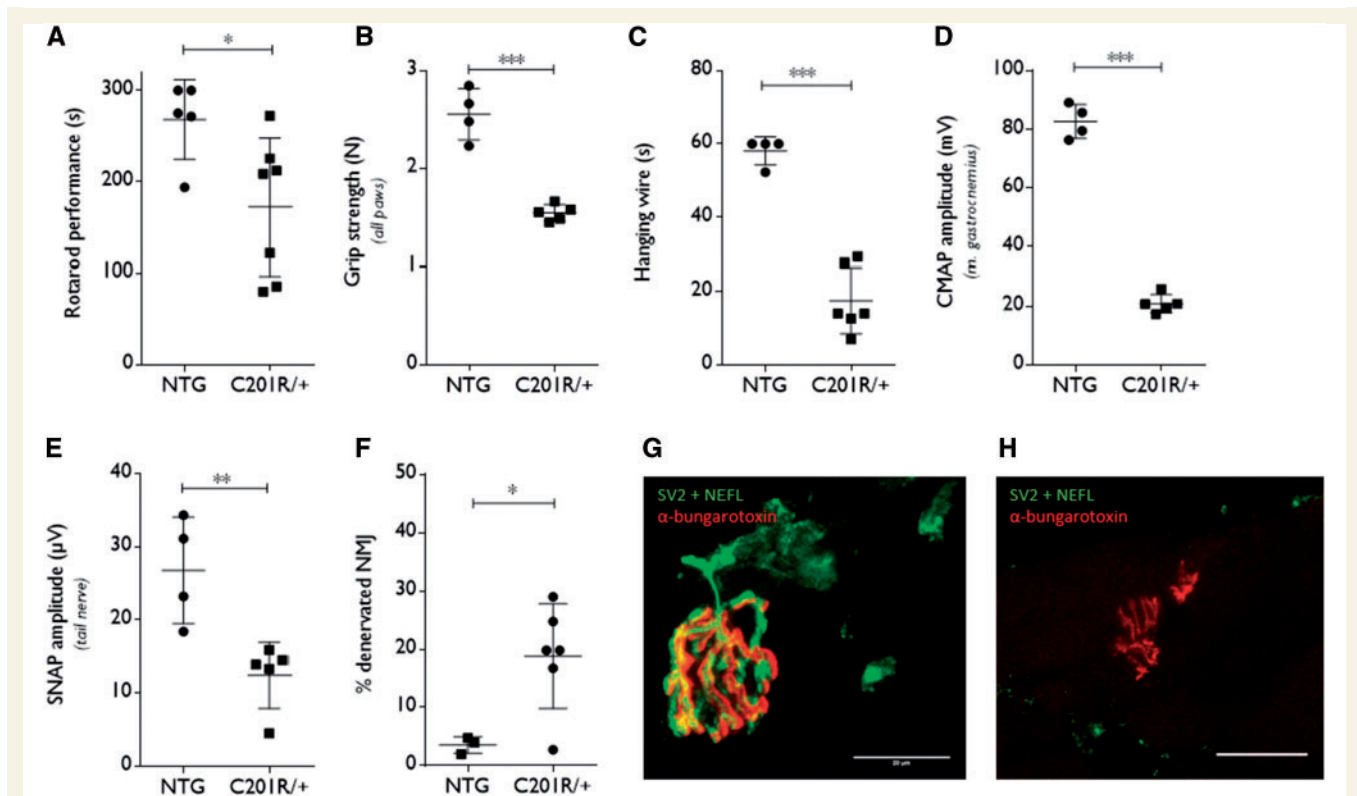 A
*
Rotarod performance (s)
300
200
100
0
NTG C201R/+
B
***
Grip strength (N)
(all paws)
3
2
1
0
NTG C201R/+
C
***
Hanging wire (s)
80
60
40
20
0
NTG C201R/+
D
***
CMAP amplitude (mV)
(m. gastrocnemius)
100
80
60
40
20
0
NTG C201R/+
E
**
SNAP amplitude (µV)
(tail nerve)
40
30
20
10
0
NTG C201R/+
F
*
% denervated NMJ
50
40
30
20
10
0
NTG C201R/+
G
SV2 + NEFL
α-bungarotoxin
20 µm
H
SV2 + NEFL
α-bungarotoxin